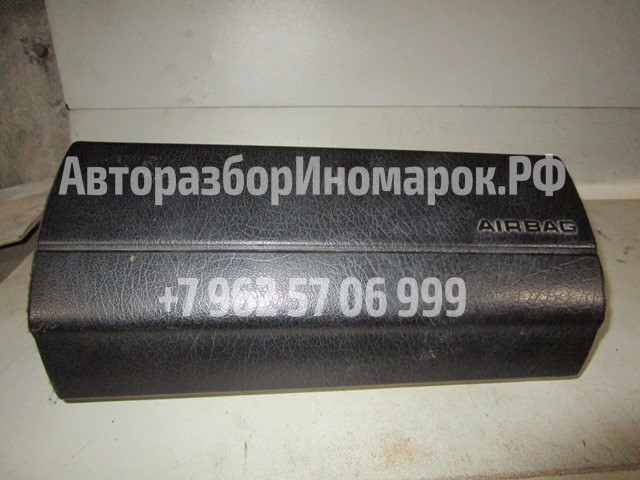 АвторазборИномарок.РФ
AIRBAG
+7 962 57 06 999